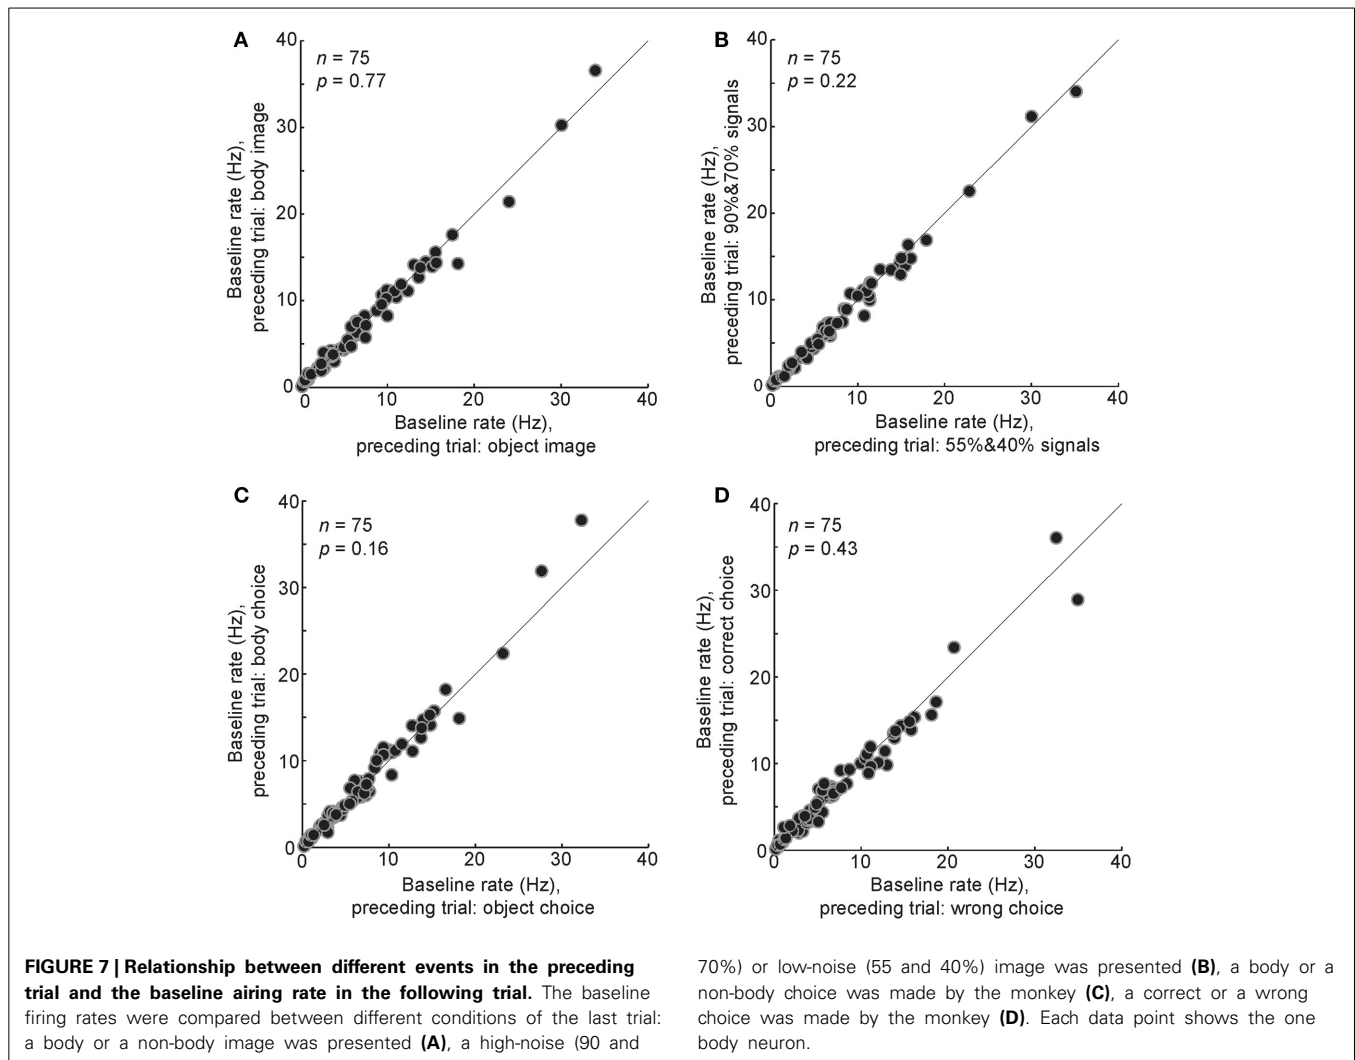 A
40
30
20
10
0
n = 75
p = 0.77
Baseline rate (Hz),
preceding trial: body image
0 10 20 30 40
Baseline rate (Hz),
preceding trial: object image
B
40
30
20
10
0
n = 75
p = 0.22
Baseline rate (Hz),
preceding trial: 90%&70% signals
0 10 20 30 40
Baseline rate (Hz),
preceding trial: 55%&40% signals
C
40
30
20
10
0
n = 75
p = 0.16
Baseline rate (Hz),
preceding trial: body choice
0 10 20 30 40
Baseline rate (Hz),
preceding trial: object choice
D
40
30
20
10
0
n = 75
p = 0.43
Baseline rate (Hz),
preceding trial: correct choice
0 10 20 30 40
Baseline rate (Hz),
preceding trial: wrong choice
FIGURE 7 | Relationship between different events in the preceding
trial and the baseline airing rate in the following trial. The baseline
firing rates were compared between different conditions of the last trial:
a body or a non-body image was presented (A), a high-noise (90 and
70%) or low-noise (55 and 40%) image was presented (B), a body or a
non-body choice was made by the monkey (C), a correct or a wrong
choice was made by the monkey (D). Each data point shows the one
body neuron.